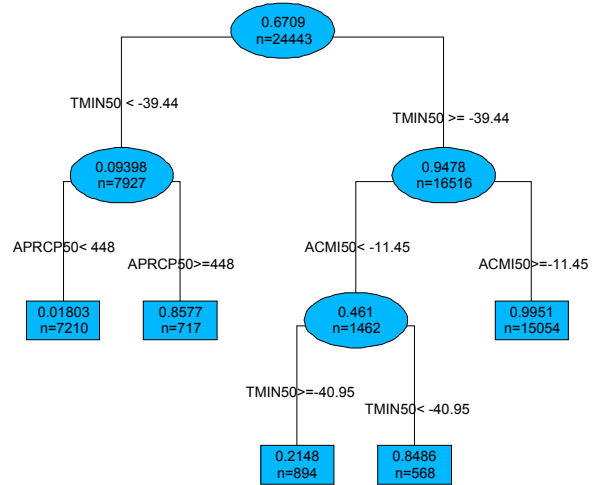 0.6709
n=24443
TMIN50 < -39.44
TMIN50 >= -39.44
0.09398
n=7927
0.9478
n=16516
APRCP50< 448
APRCP50>=448
ACMI50< -11.45
ACMI50>=-11.45
0.01803
n=7210
0.8577
n=717
0.461
n=1462
0.9951
n=15054
TMIN50>=-40.95
TMIN50< -40.95
0.2148
n=894
0.8486
n=568